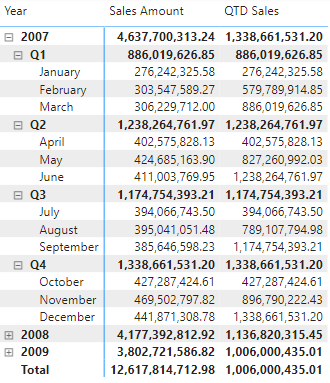 Year Sales Amount QTD Sales
2007 4,637,700,313.24 1,338,661,531.20
Q1 886,019,626.85 886,019,626.85
January 276,242,325.58 276,242,325.58
February 303,547,589.27 579,789,914.85
March 306,229,712.00 886,019,626.85
Q2 1,238,264,761.97 1,238,264,761.97
April 402,575,828.13 402,575,828.13
May 424,685,163.90 827,260,992.03
June 411,003,769.95 1,238,264,761.97
Q3 1,174,754,393.21 1,174,754,393.21
July 394,066,743.50 394,066,743.50
August 395,041,051.48 789,107,794.98
September 385,646,598.23 1,174,754,393.21
Q4 1,338,661,531.20 1,338,661,531.20
October 427,287,424.61 427,287,424.61
November 469,502,797.82 896,790,222.43
December 441,871,308.78 1,338,661,531.20
2008 4,177,392,812.92 1,136,820,315.45
2009 3,802,721,586.82 1,006,000,435.01
Total 12,617,814,712.98 1,006,000,435.01